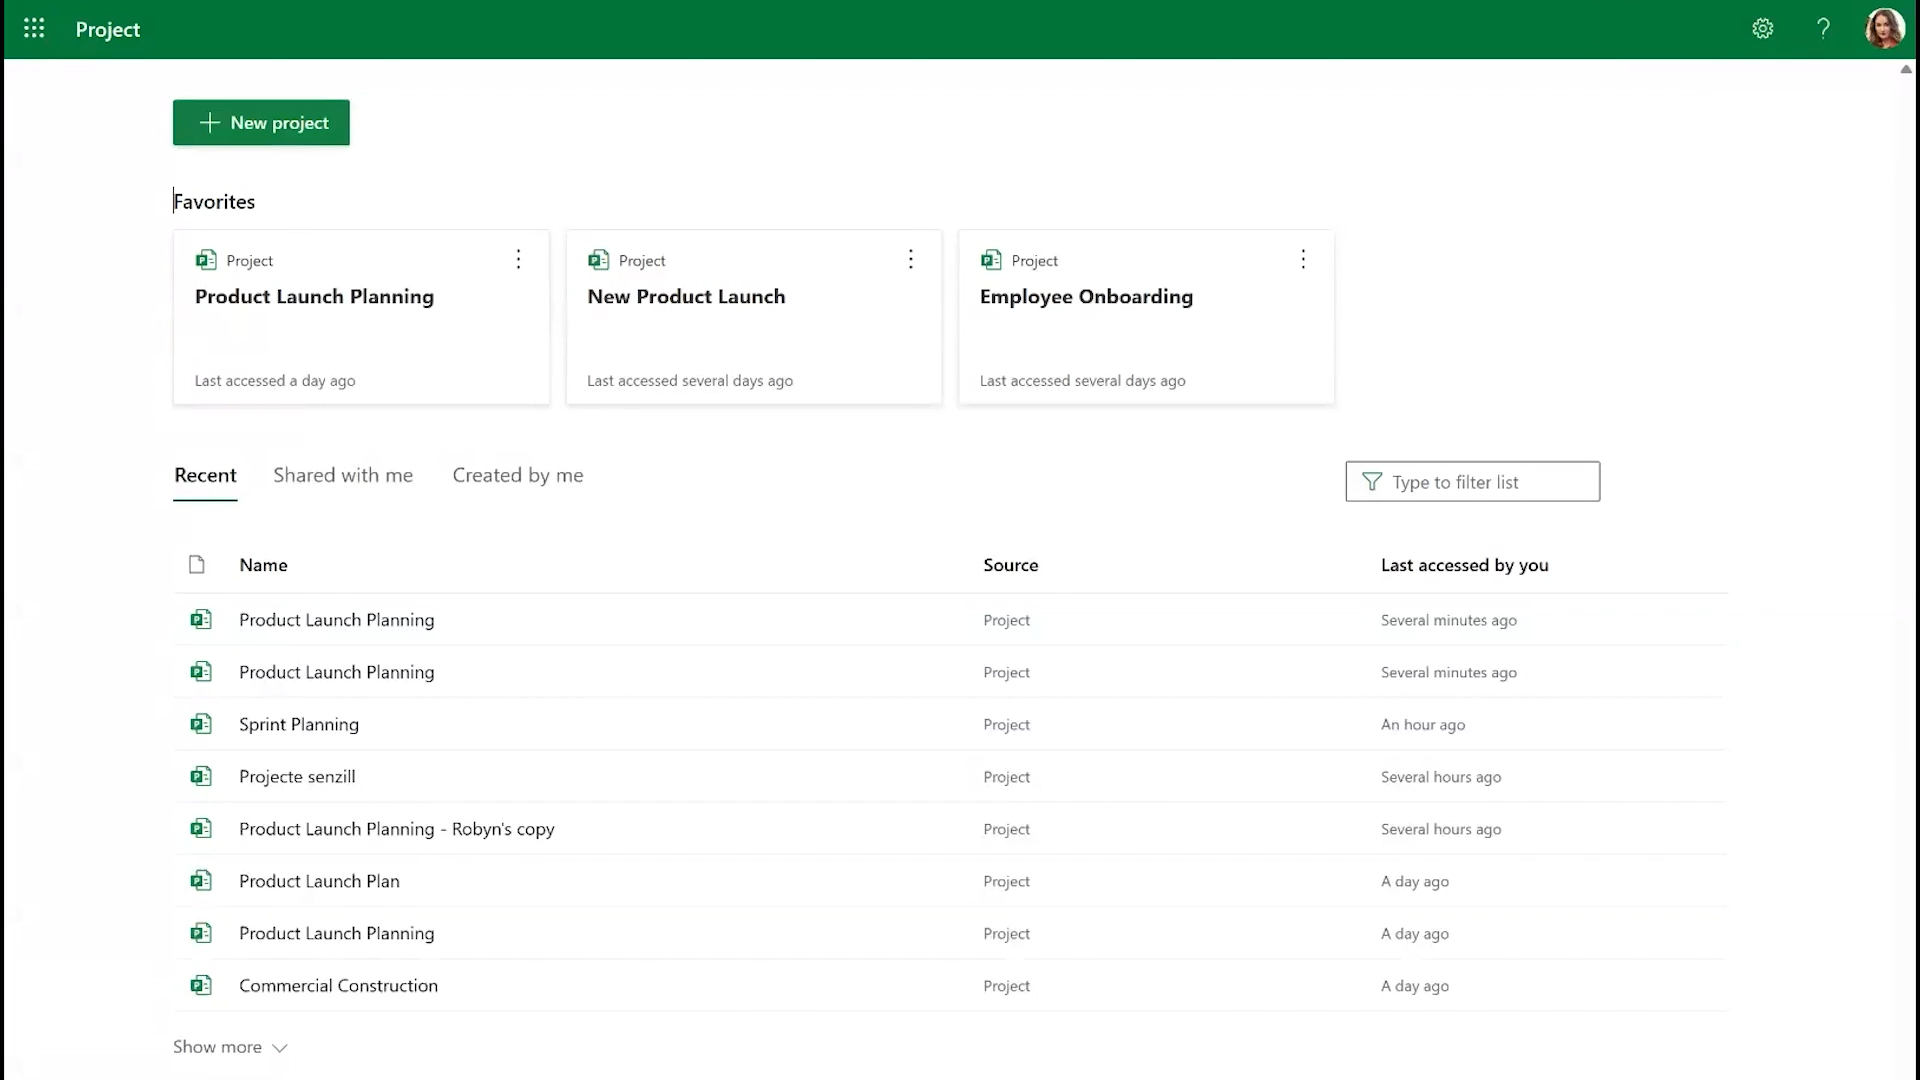 Project
New project
Favorites
Project
Product Launch Planning
Last accessed a day ago
Project
New Product Launch
Last accessed several days ago
Project
Employee Onboarding
Last accessed several days ago
Recent Shared with me Created by me
Type to filter list
Name Source Last accessed by you
Product Launch Planning Project Several minutes ago
Product Launch Planning Project Several minutes ago
Sprint Planning Project An hour ago
Projecte senzill Project Several hours ago
Product Launch Planning - Robyn's copy Project Several hours ago
Product Launch Plan Project A day ago
Product Launch Planning Project A day ago
Commercial Construction Project A day ago
Show more